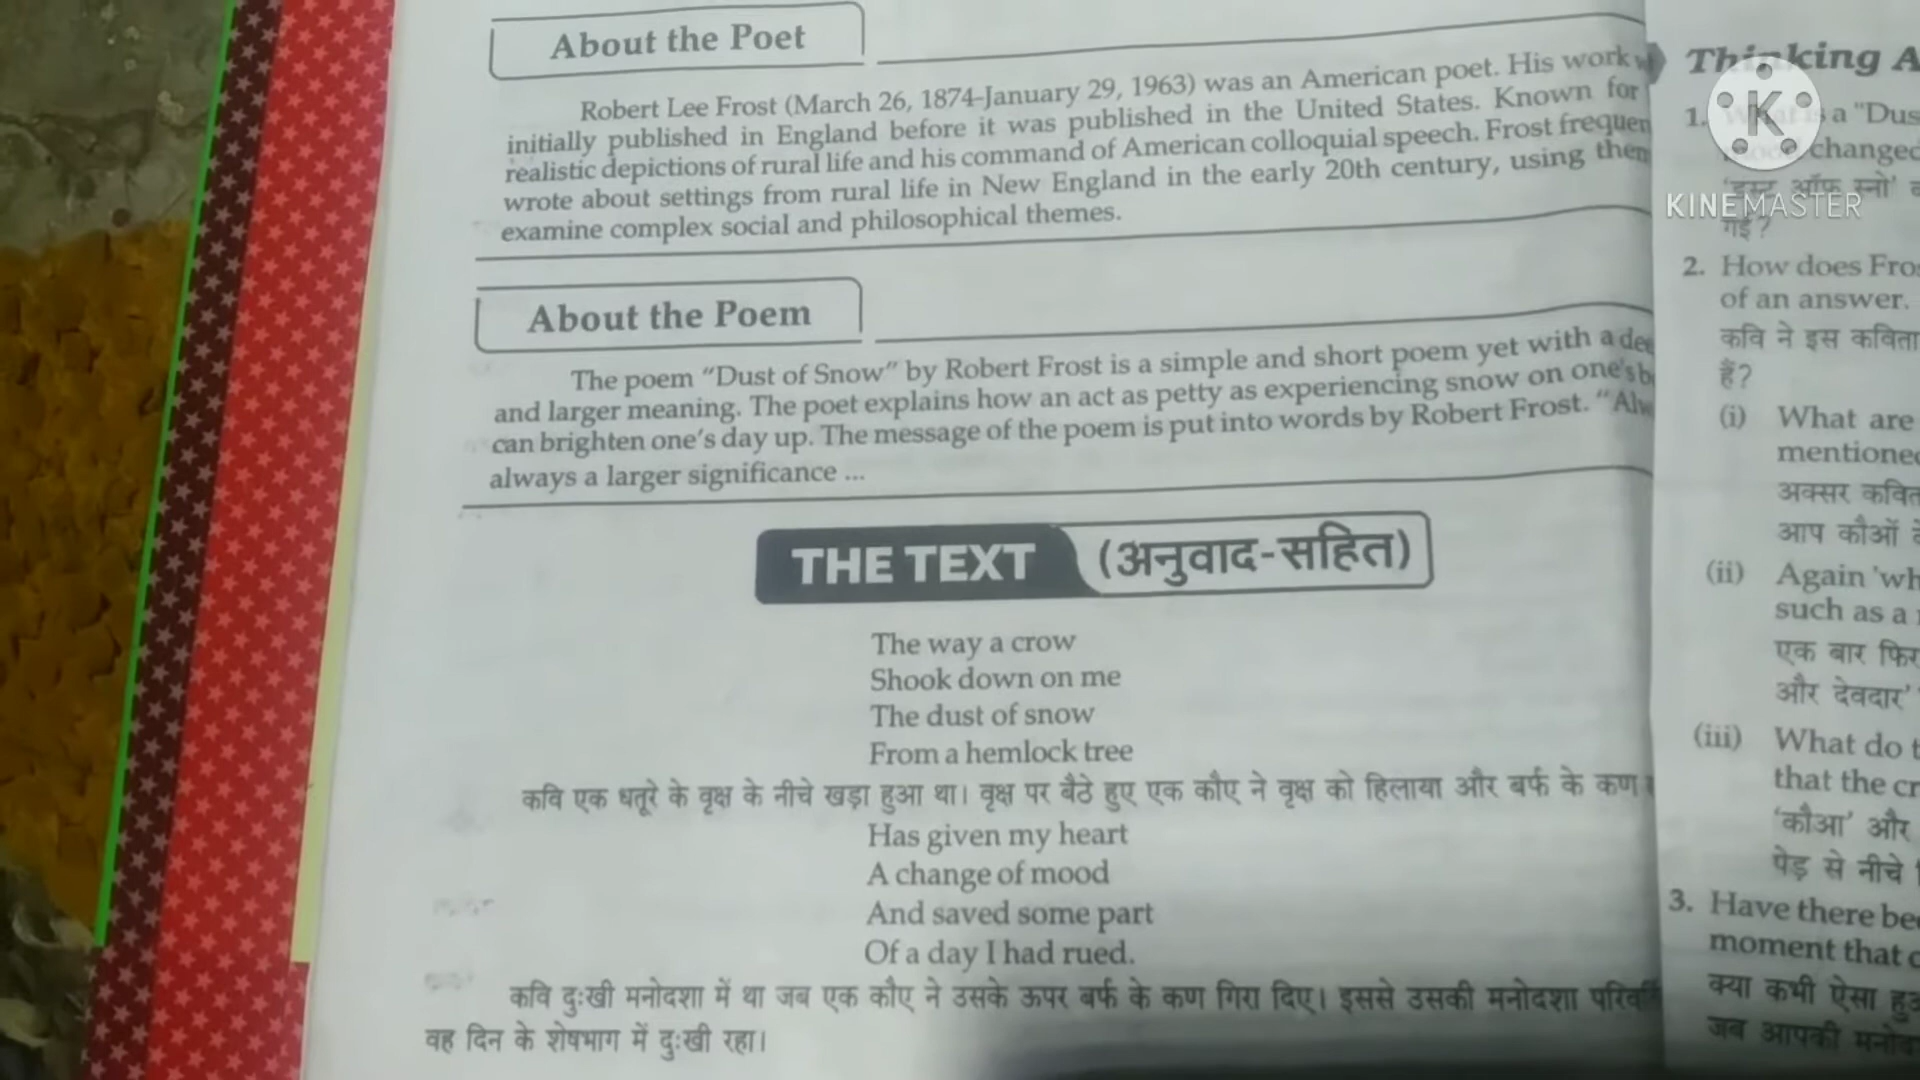 About the Poet
Robert Lee Frost (March 26, 1874-January 29, 1963) was an American poet. His work
initially published in England before it was published in the United States. Known for
realistic depictions of rural life and his command of American colloquial speech. Frost frequen
wrote about settings from rural life in New England in the early 20th century, using them
examine complex social and philosophical themes.
About the Poem
The poem "Dust of Snow" by Robert Frost is a simple and short poem yet with a dee
and larger meaning. The poet explains how an act as petty as experiencing snow on one's b
can brighten one's day up. The message of the poem is put into words by Robert Frost. "Alw
always a larger significance ...
THE TEXT (अनुवाद-सहित)
The way a crow
Shook down on me
The dust of snow
From a hemlock tree
कवि एक धतूरे के वृक्ष के नीचे खड़ा हुआ था। वृक्ष पर बैठे हुए एक कौए ने वृक्ष को हिलाया और बर्फ के कण
Has given my heart
A change of mood
And saved some part
Of a day I had rued.
कवि दुःखी मनोदशा में था जब एक कौए ने उसके ऊपर बर्फ के कण गिरा दिए। इससे उसकी मनोदशा
वह दिन के शेषभाग में दुःखी रहा।
Thinking A
1. a "Dus
changed
'डस्ट ऑफ स्नो'
गई?
2. How does Fros
of an answer.
कवि ने इस कविता
हैं?
(i) What are
mentioned
अक्सर कवित
आप कौओं
(ii) Again 'wh
such as a
एक बार फिर
और देवदार'
(iii) What do t
that the cr
'कौआ' और
पेड़ से नीचे
3. Have there bee
moment that c
क्या कभी ऐसा हुआ
जब आपकी मनोद
K
KINEMASTER